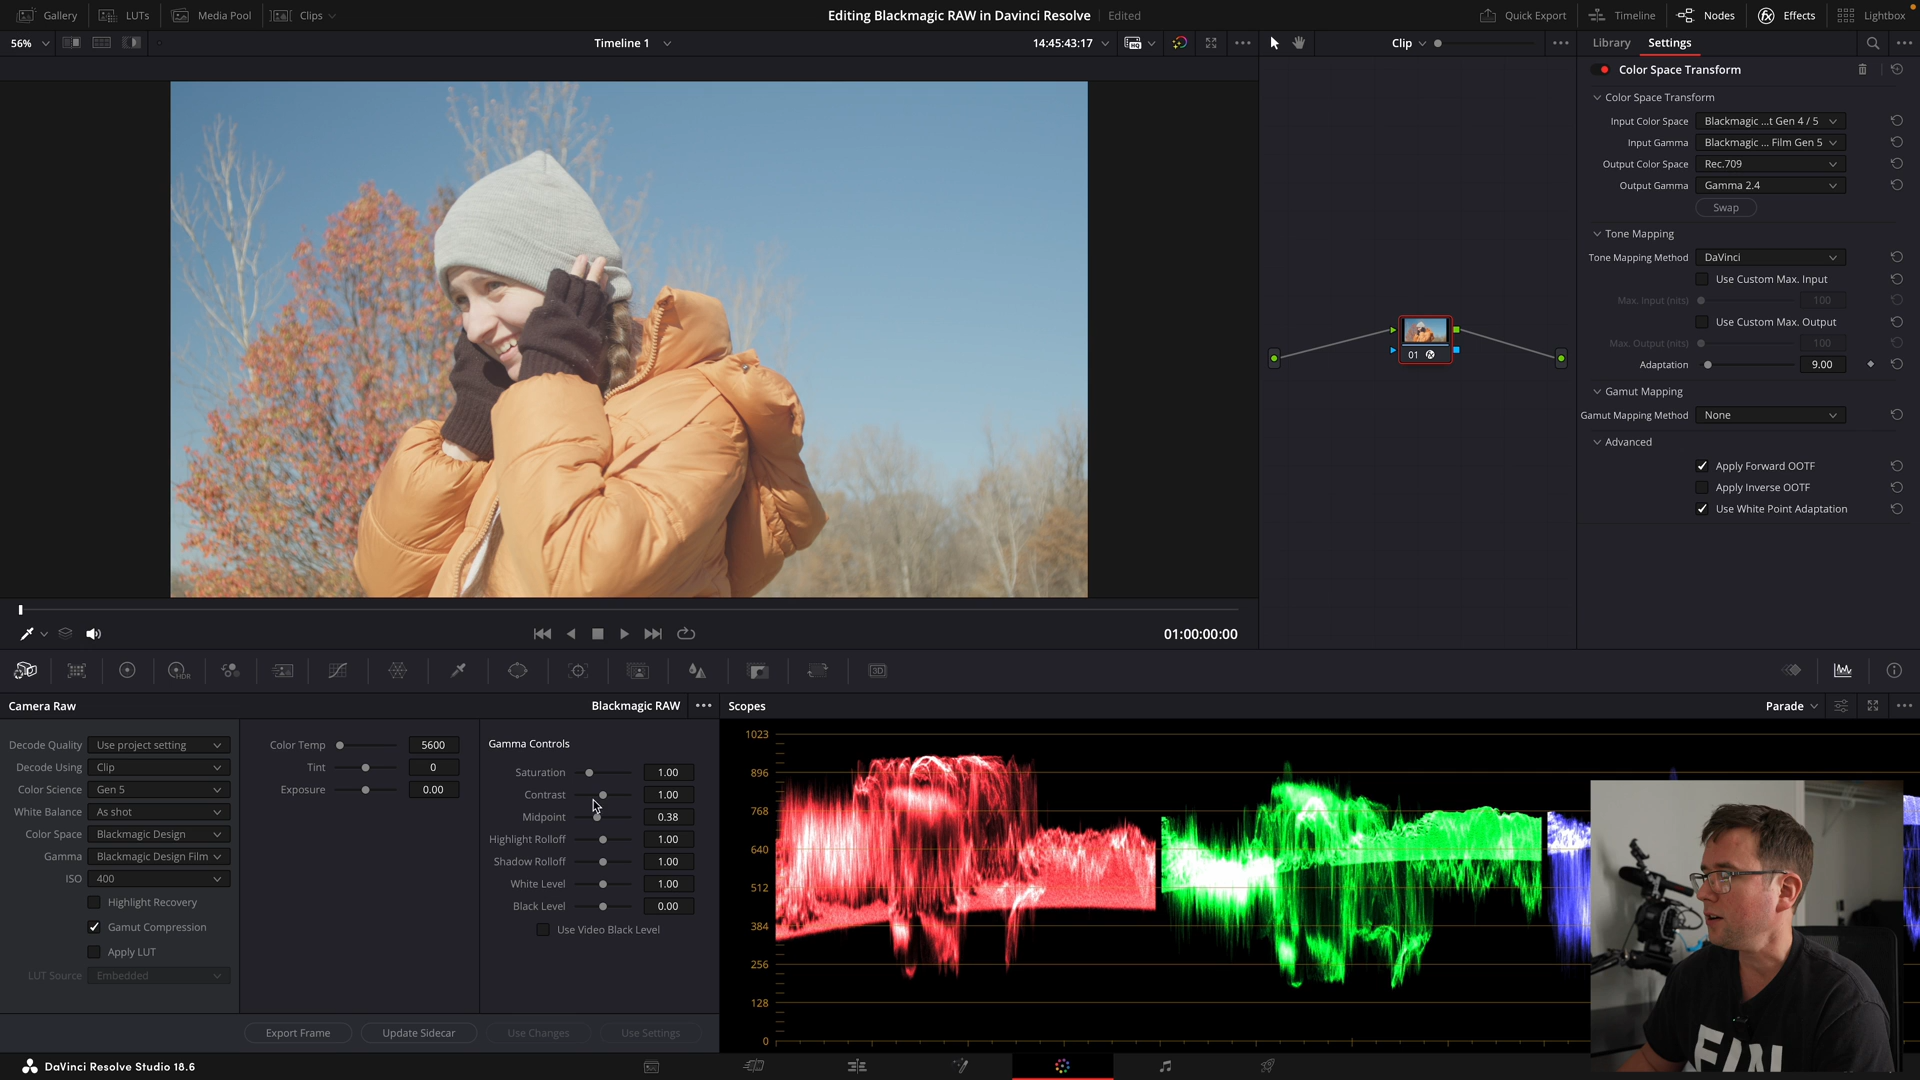 Gallery LUTs Media Pool Clips Editing Blackmagic RAW in Davinci Resolve Edited Quick Export Timeline Nodes Effects Lightbox
56% Timeline 1 14:45:43:17 Clip Library Settings
Color Space Transform
Color Space Transform
Input Color Space Blackmagic ...t Gen 4 / 5
Input Gamma Blackmagic ... Film Gen 5
Output Color Space Rec.709
Output Gamma Gamma 2.4
Swap
Tone Mapping
Tone Mapping Method DaVinci
Use Custom Max. Input
Max. Input (nits) 100
Use Custom Max. Output
Max. Output (nits) 100
Adaptation 9.00
Gamut Mapping
Gamut Mapping Method None
Advanced
Apply Forward OOTF
Apply Inverse OOTF
Use White Point Adaptation
01
01:00:00:00
HDR
3D
Camera Raw Blackmagic RAW
Decode Quality Use project setting
Decode Using Clip
Color Science Gen 5
White Balance As shot
Color Space Blackmagic Design
Gamma Blackmagic Design Film
ISO 400
Highlight Recovery
Gamut Compression
Apply LUT
LUT Source Embedded
Color Temp 5600
Tint 0
Exposure 0.00
Gamma Controls
Saturation 1.00
Contrast 1.00
Midpoint 0.38
Highlight Rolloff 1.00
Shadow Rolloff 1.00
White Level 1.00
Black Level 0.00
Use Video Black Level
Export Frame Update Sidecar Use Changes Use Settings
Scopes Parade
1023
896
768
640
512
384
256
128
0
DaVinci Resolve Studio 18.6